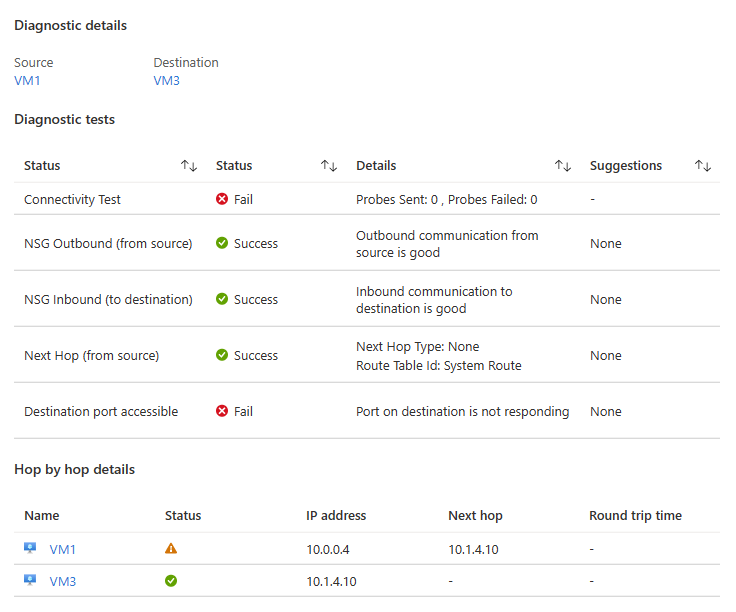 Diagnostic details
Source Destination
VM1 VM3
Diagnostic tests
Status Status Details Suggestions
Connectivity Test Fail Probes Sent: 0 , Probes Failed: 0 -
NSG Outbound (from source) Success Outbound communication from source is good None
NSG Inbound (to destination) Success Inbound communication to destination is good None
Next Hop (from source) Success Next Hop Type: None
Route Table Id: System Route None
Destination port accessible Fail Port on destination is not responding None
Hop by hop details
Name Status IP address Next hop Round trip time
VM1 10.0.0.4 10.1.4.10 -
VM3 10.1.4.10 - -